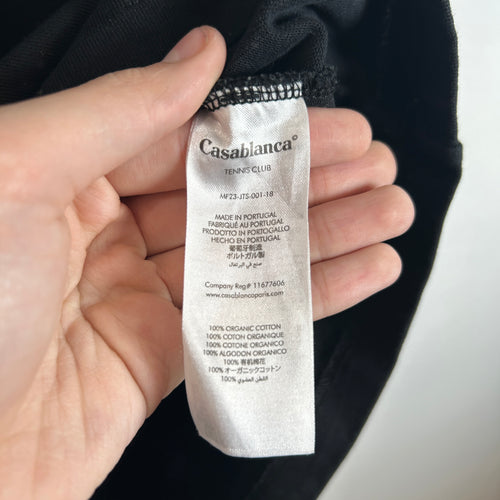 Casablanca©
TENNIS CLUB
MF23-JTS-001-18
MADE IN PORTUGAL
FABRIQUÉ AU PORTUGAL
PRODOTTO IN PORTOGALLO
HECHO EN PORTUGAL
葡萄牙制造
ポルトガル製
صنع في البرتغال
Company Reg# 11677606
www.casablancaparis.com
100% ORGANIC COTTON
100% COTON ORGANIQUE
100% COTONE ORGANICO
100% ALGODON ORGANICO
100% 有机棉花
100% オーガニックコットン
100% القطن العضوي